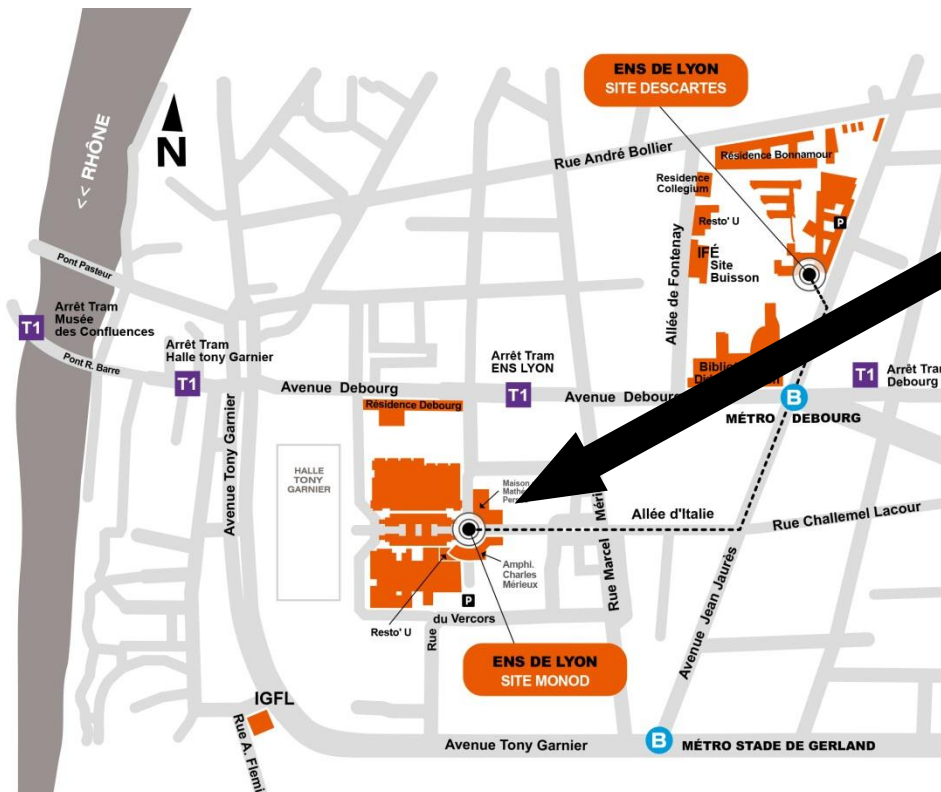 ENS DE LYON
SITE DESCARTES
<< RHÔNE
N
Rue André Bollier
Résidence Bonnamour
Residence
Collegium
Resto' U
P
IFÉ
Site
Buisson
Allée de Fontenay
Pont Pasteur
T1
Arrêt Tram
Musée
des Confluences
Pont R. Barre
Arrêt Tram
Halle tony Garnier
T1
Avenue Debourg
Arrêt Tram
ENS LYON
T1
Avenue
B
T1
Arrêt
Debourg
MÉTRO DEBOURG
Résidence Debourg
Avenue Tony Garnier
HALLE
TONY
GARNIER
Maison
Allée d'Italie
Rue Challemel Lacour
Rue Marcel
Avenue Jean Jaurès
Amphi.
Charles
Mérieux
P
Resto' U
Rue
du Vercors
ENS DE LYON
SITE MONOD
IGFL
Rue A.
Avenue Tony Garnier
B
MÉTRO STADE DE GERLAND